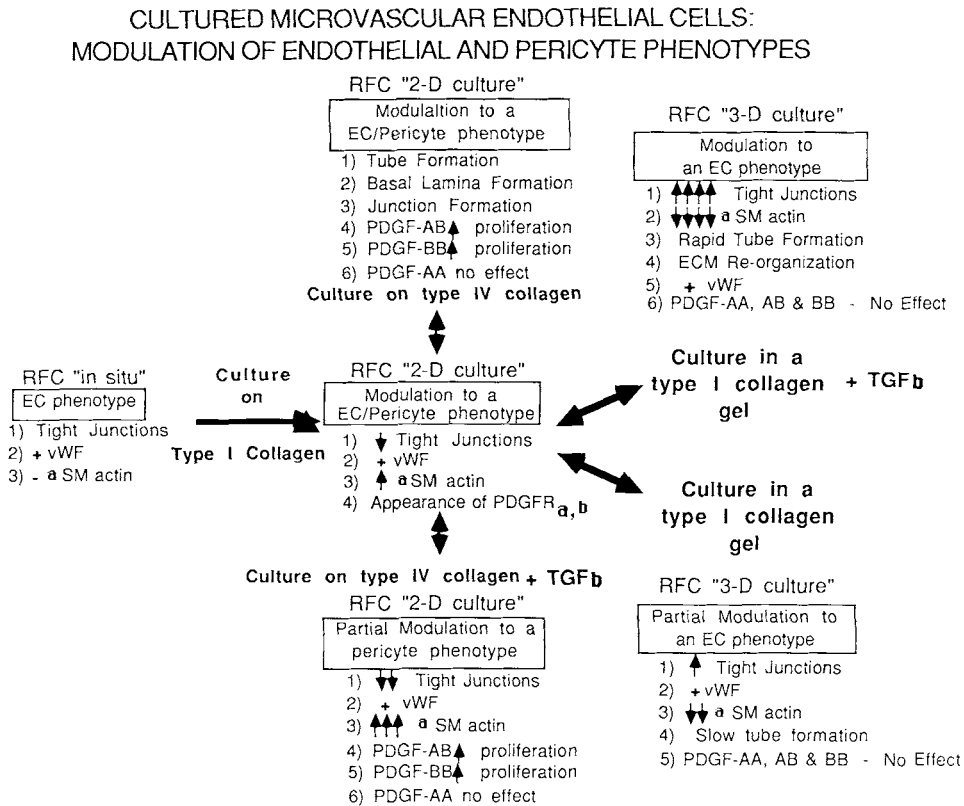 CULTURED MICROVASCULAR ENDOTHELIAL CELLS:
MODULATION OF ENDOTHELIAL AND PERICYTE PHENOTYPES
RFC "2-D culture"
Modulaltion to a
EC/Pericyte phenotype
1) Tube Formation
2) Basal Lamina Formation
3) Junction Formation
4) PDGF-AB↑ proliferation
5) PDGF-BB↑ proliferation
6) PDGF-AA no effect
Culture on type IV collagen
RFC "3-D culture"
Modulation to
an EC phenotype
1) ↑↑↑↑ Tight Junctions
2) ↓↓↓↓ a SM actin
3) Rapid Tube Formation
4) ECM Re-organization
5) + vWF
6) PDGF-AA, AB & BB - No Effect
RFC "in situ"
EC phenotype
1) Tight Junctions
2) + vWF
3) - a SM actin
Culture
on
Type I Collagen
RFC "2-D culture"
Modulation to a
EC/Pericyte phenotype
1) ↓ Tight Junctions
2) + vWF
3) ↑ a SM actin
4) Appearance of PDGFR a,b
Culture in a
type I collagen + TGFb
gel
Culture in a
type I collagen
gel
Culture on type IV collagen + TGFb
RFC "2-D culture"
Partial Modulation to a
pericyte phenotype
1) ↓↓ Tight Junctions
2) + vWF
3) ↑↑↑ a SM actin
4) PDGF-AB↑ proliferation
5) PDGF-BB↑ proliferation
6) PDGF-AA no effect
RFC "3-D culture"
Partial Modulation to
an EC phenotype
1) ↑ Tight Junctions
2) +vWF
3) ↓↓ a SM actin
4) Slow tube formation
5) PDGF-AA, AB & BB - No Effect